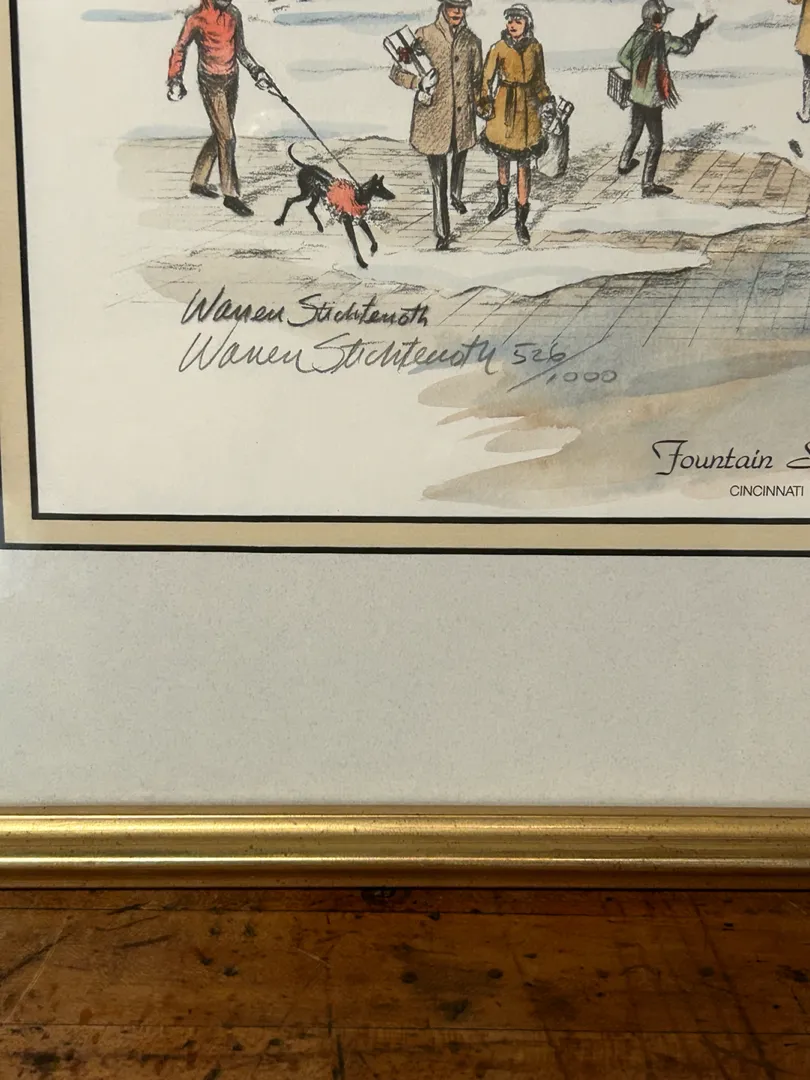 Warren Stichtenoth
Warren Stichtenoth 526/1000
Fountain S
CINCINNATI